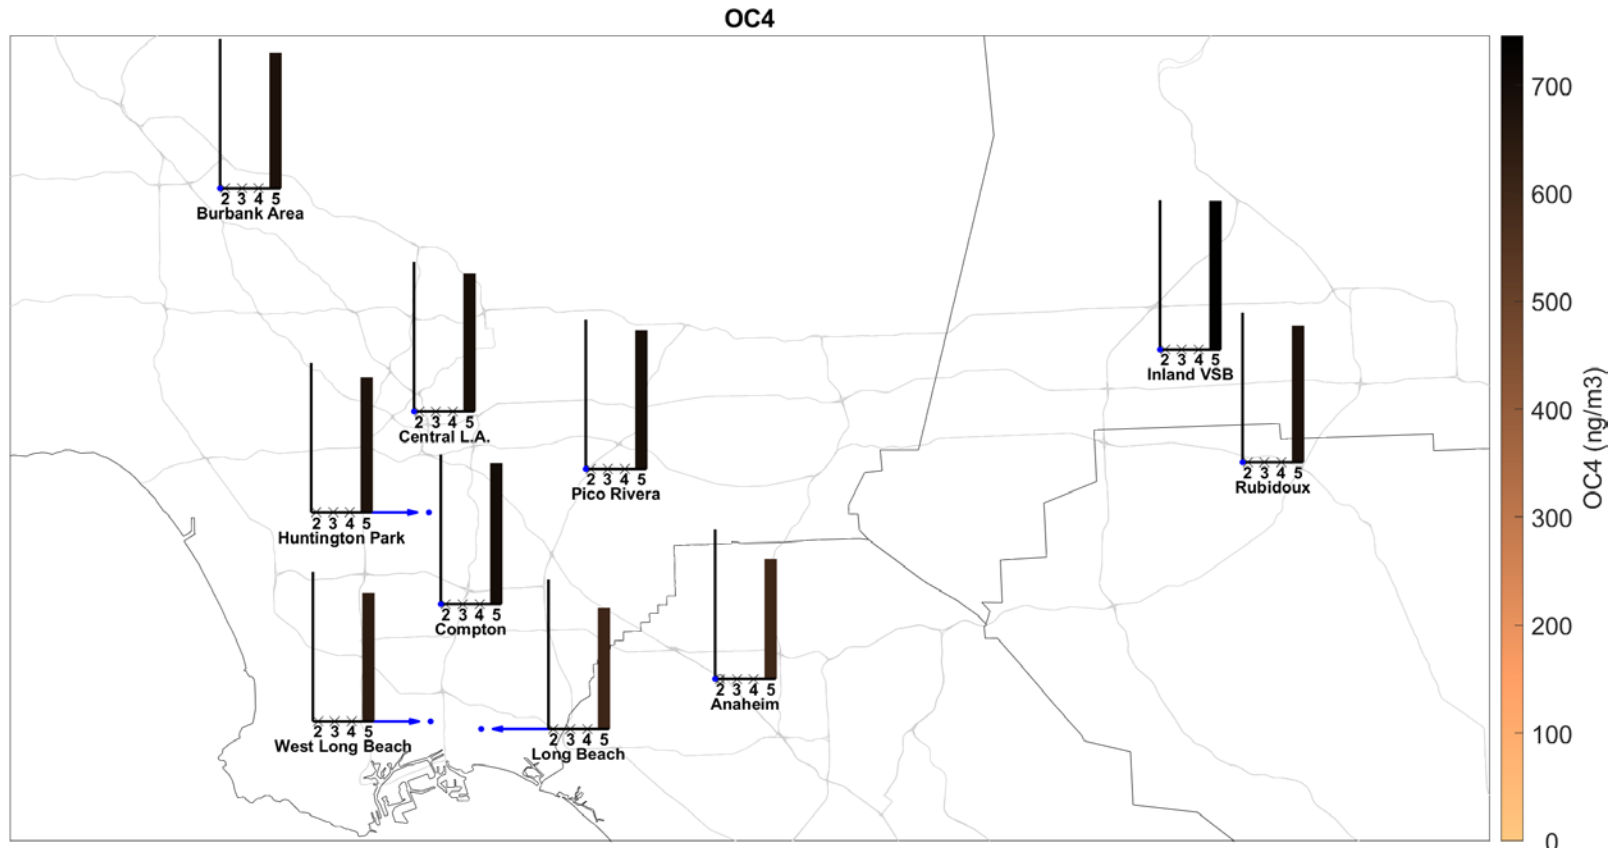 OC4
2 3 4 5
Burbank Area
2 3 4 5
Central L.A.
2 3 4 5
Huntington Park
2 3 4 5
Pico Rivera
2 3 4 5
Inland VSB
2 3 4 5
Rubidoux
2 3 4 5
Compton
2 3 4 5
Anaheim
2 3 4 5
West Long Beach
2 3 4 5
Long Beach
700
600
500
400
300
200
100
0
OC4 (ng/m3)